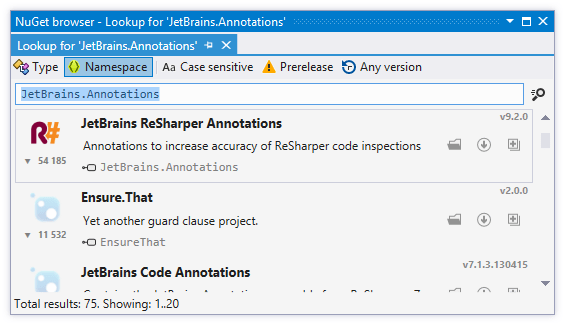 NuGet browser - Lookup for 'JetBrains.Annotations'
Lookup for 'JetBrains.Annotations'
Type Namespace Aa Case sensitive Prerelease Any version
JetBrains.Annotations
v9.2.0
R# JetBrains ReSharper Annotations
Annotations to increase accuracy of ReSharper code inspections
54 185
JetBrains.Annotations
v2.0.0
Ensure.That
Yet another guard clause project.
11 532
EnsureThat
v7.1.3.130415
JetBrains Code Annotations
Total results: 75. Showing: 1..20